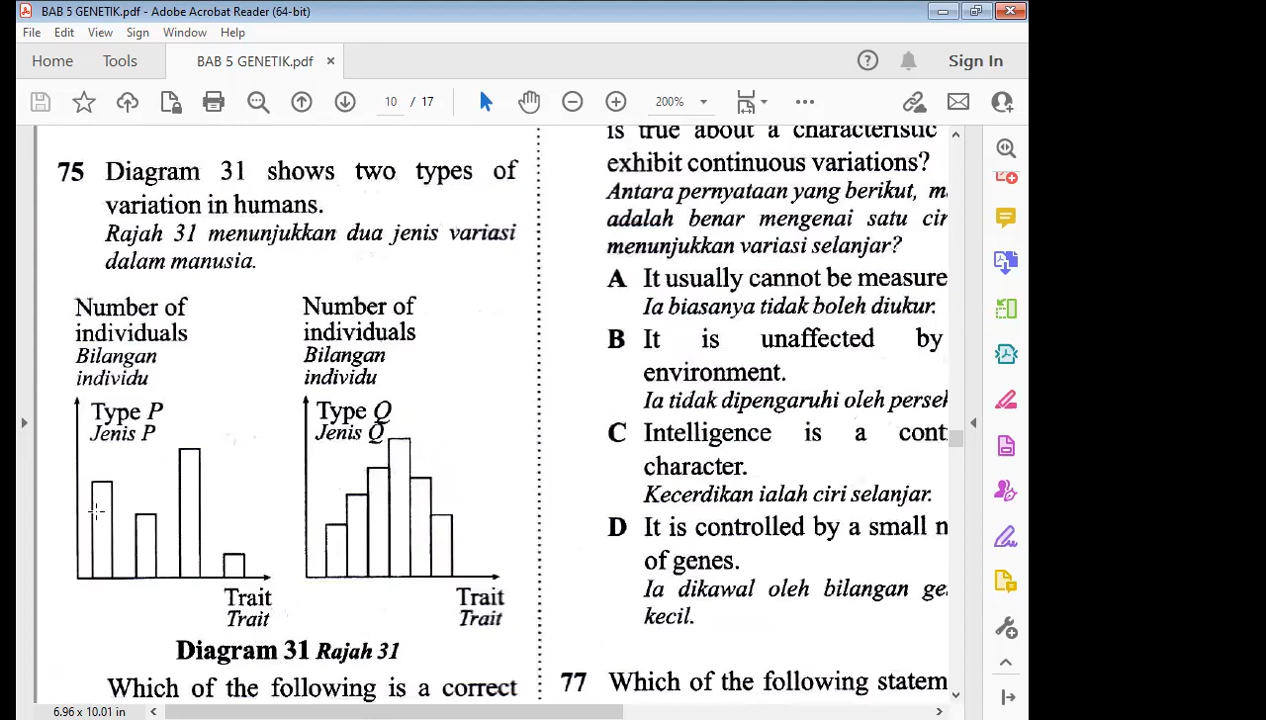 BAB 5 GENETIK.pdf - Adobe Acrobat Reader (64-bit)
File Edit View Sign Window Help
Home Tools BAB 5 GENETIK.pdf × Sign In
10 / 17 200%
75 Diagram 31 shows two types of
variation in humans.
Rajah 31 menunjukkan dua jenis variasi
dalam manusia.
Number of
individuals
Bilangan
individu
Type P
Jenis P
Trait
Trait
Number of
individuals
Bilangan
individu
Type Q
Jenis Q
Trait
Trait
Diagram 31 Rajah 31
Which of the following is a correct
is true about a characteristic
exhibit continuous variations?
Antara pernyataan yang berikut,
adalah benar mengenai satu
menunjukkan variasi selanjar?
A It usually cannot be measure
Ia biasanya tidak boleh diukur.
B It is unaffected by
environment.
Ia tidak dipengaruhi oleh
C Intelligence is a cont
character.
Kecerdikan ialah ciri selanjar.
D It is controlled by a small n
of genes.
Ia dikawal oleh bilangan ge
kecil.
77 Which of the following statem
6.96 x 10.01 in